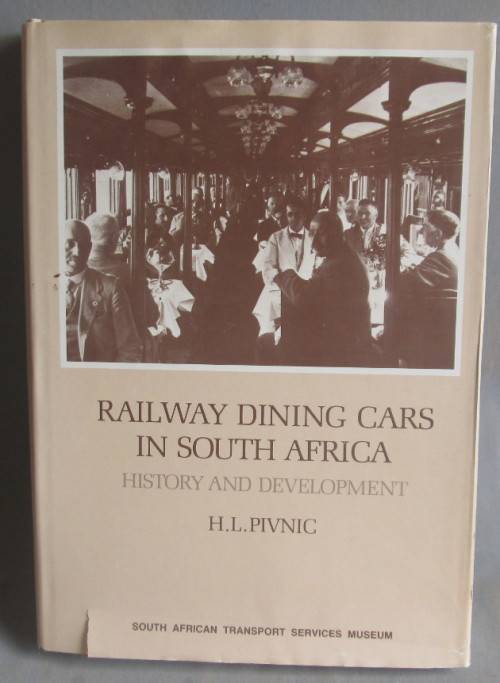 RAILWAY DINING CARS
IN SOUTH AFRICA
HISTORY AND DEVELOPMENT
H.L.PIVNIC
SOUTH AFRICAN TRANSPORT SERVICES MUSEUM